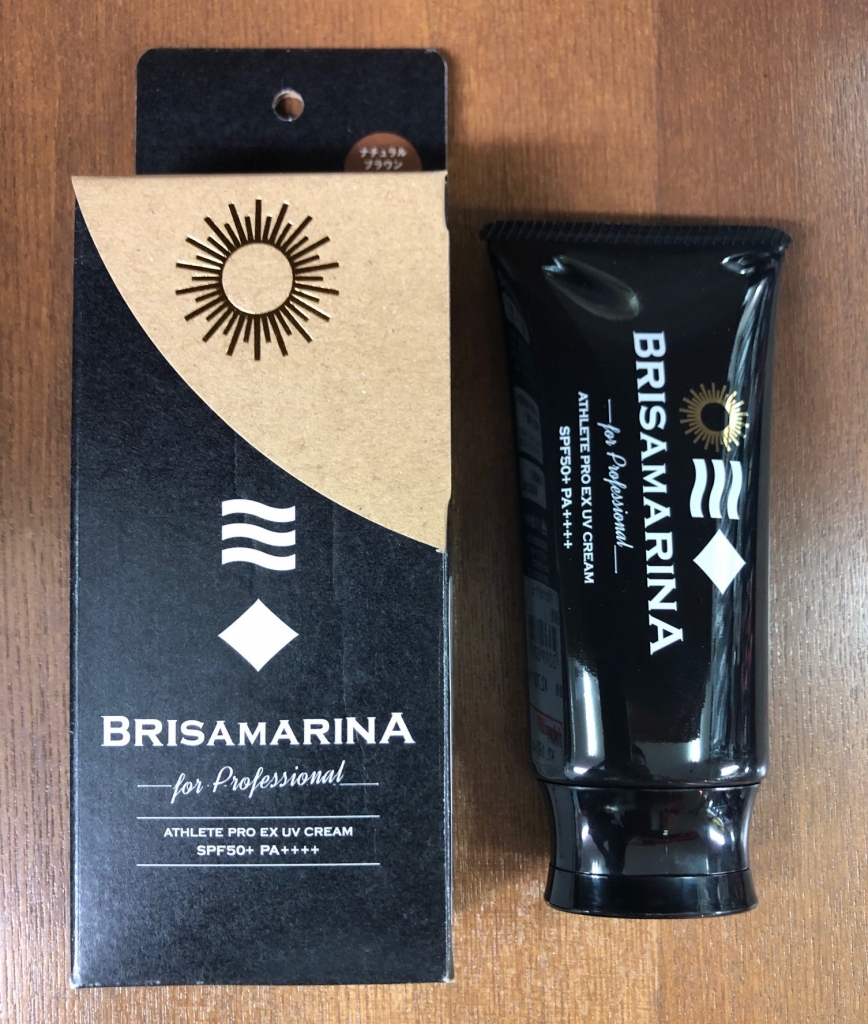 ナチュラル
ブラウン
BRISAMARINA
for Professional
ATHLETE PRO EX UV CREAM
SPF50+ PA++++
BRISAMARINA
for Professional
ATHLETE PRO EX UV CREAM
SPF50+ PA++++